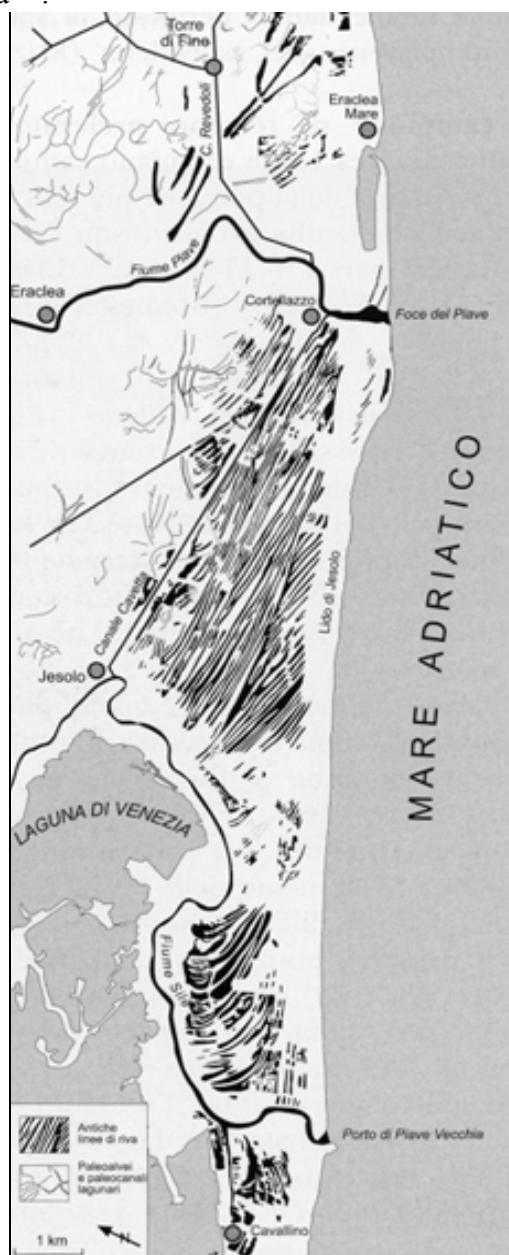 Torre
di Fine
C. Revedoli
Eraclea
Mare
Fiume Piave
Eraclea
Cortellazzo
Foce del Piave
MARE ADRIATICO
Lido di Jesolo
Canale Cavetta
Jesolo
LAGUNA DI VENEZIA
Fiume Sile
Antiche
linee di riva
Porto di Piave Vecchia
Paleoalvei
e paleocanali
lagunari
N
1 km
Cavallino